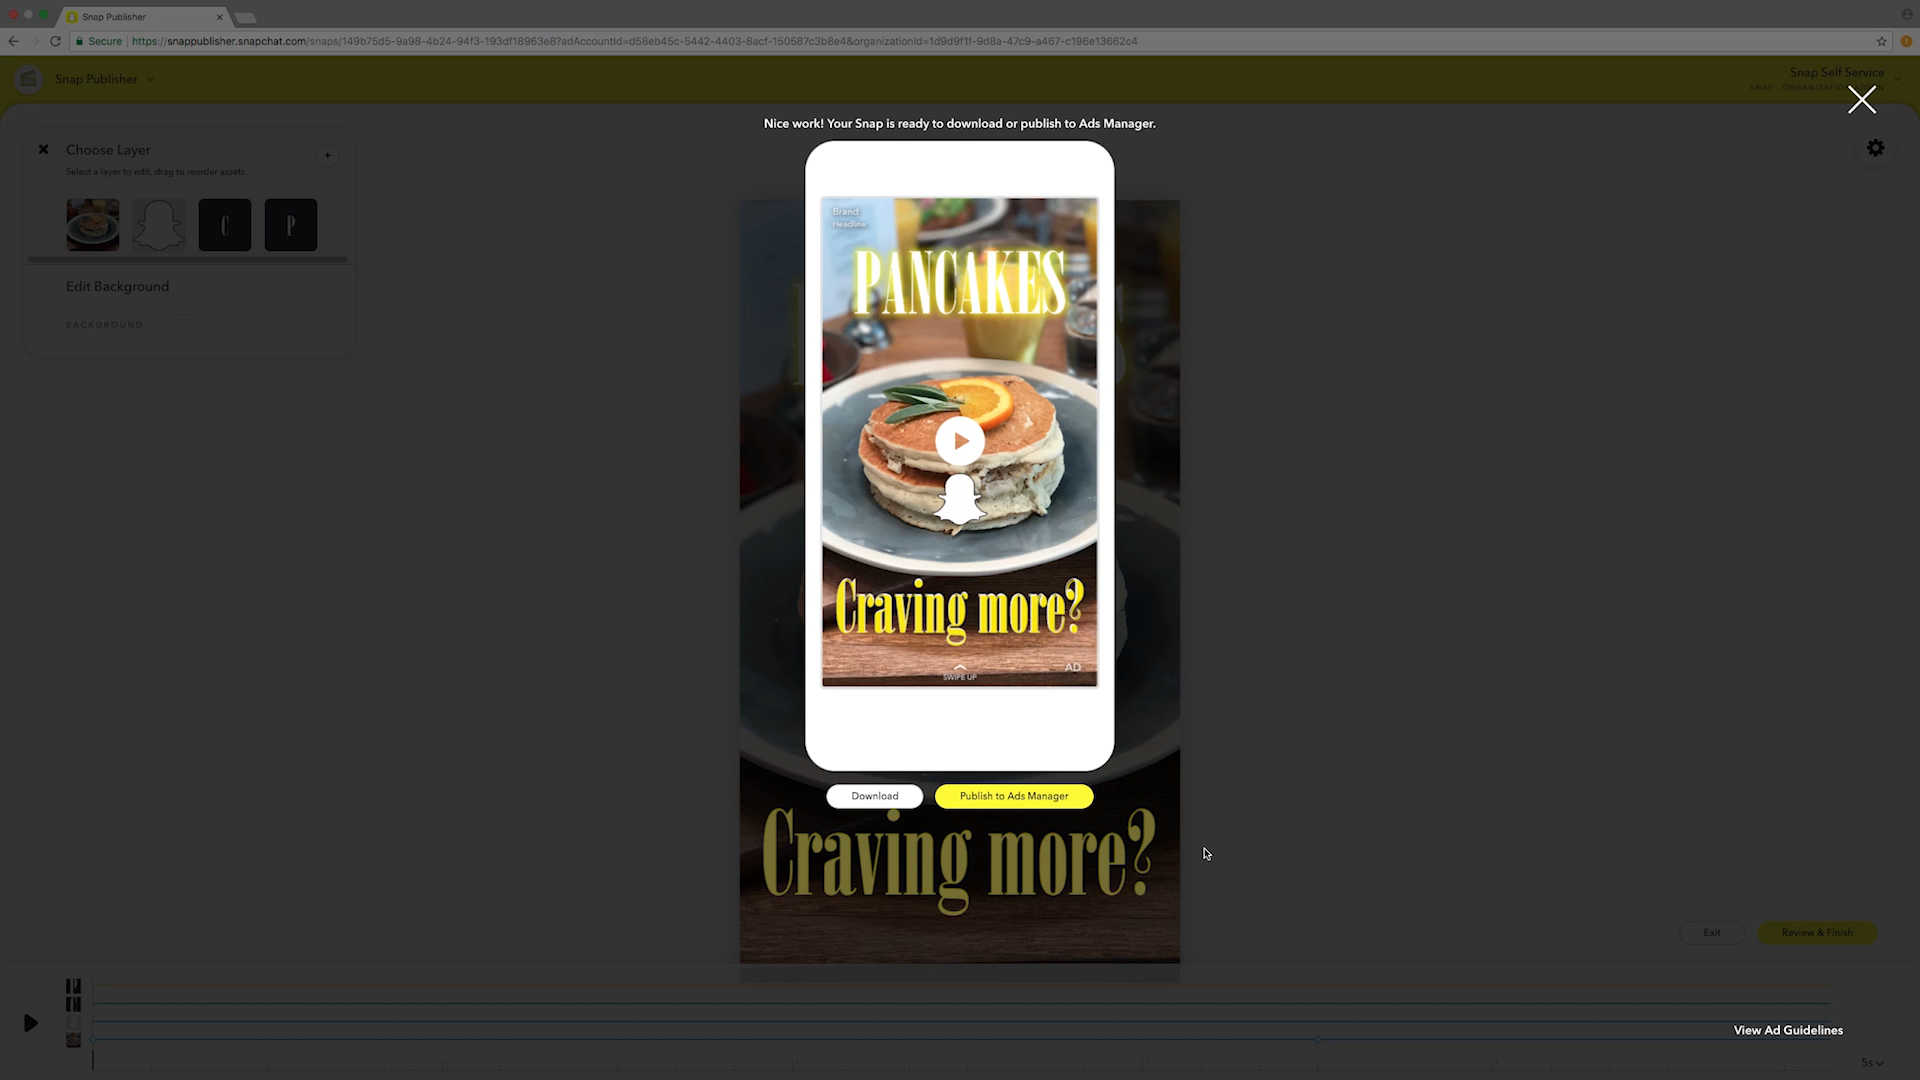 Snap Publisher
Secure
https://snappublisher.snapchat.com/snaps/149b75d5-9a98-4b24-94f3-193df18963e8?adAccountId=d58eb45c-5442-4403-8acf-150587c3b8e4&organizationId=1d9d9f1f-9d8a-47c9-a467-c196e13662c4
Snap Publisher
Snap Self Service
Nice work! Your Snap is ready to download or publish to Ads Manager.
Choose Layer
Select a layer to edit, drag to reorder assets
C
P
Edit Background
BACKGROUND
Brand
Headline
PANCAKES
Craving more?
AD
SWIPE UP
Download
Publish to Ads Manager
Craving more?
Exit
Review & Finish
View Ad Guidelines
5s